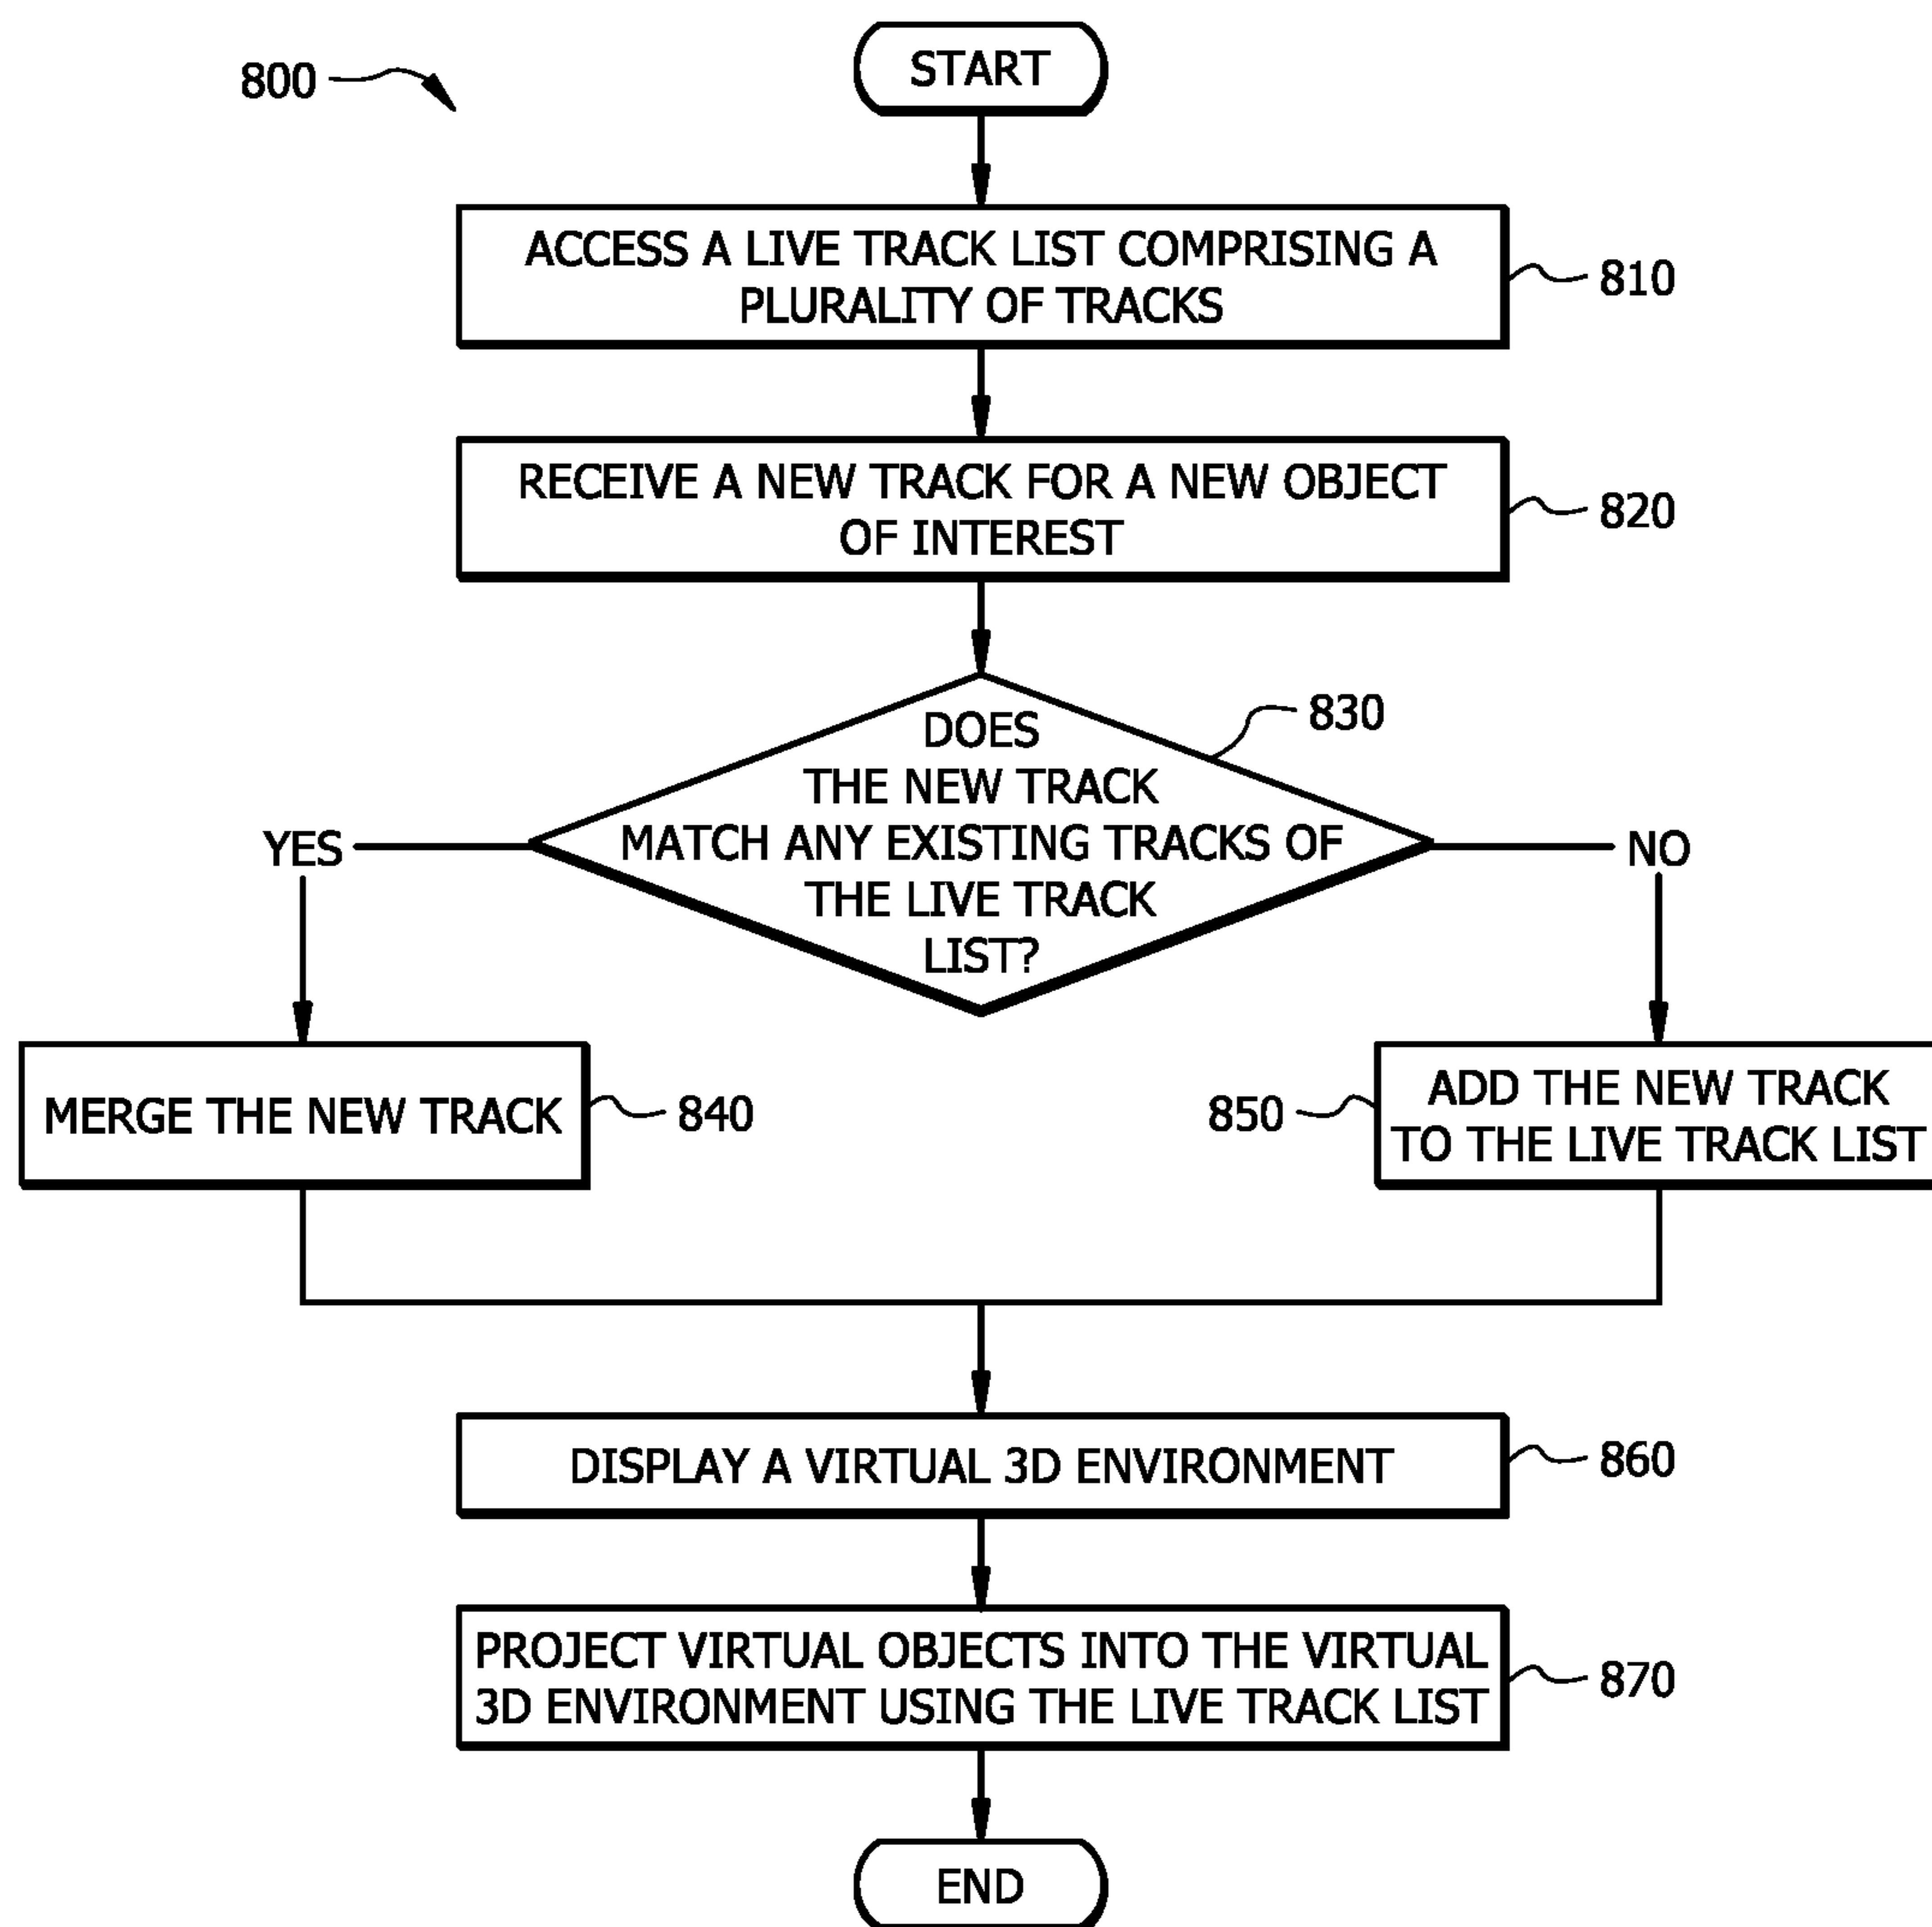 800
START
ACCESS A LIVE TRACK LIST COMPRISING A
PLURALITY OF TRACKS
810
RECEIVE A NEW TRACK FOR A NEW OBJECT
OF INTEREST
820
DOES
THE NEW TRACK
MATCH ANY EXISTING TRACKS OF
THE LIVE TRACK
LIST?
830
YES
NO
MERGE THE NEW TRACK
840
850
ADD THE NEW TRACK
TO THE LIVE TRACK LIST
DISPLAY A VIRTUAL 3D ENVIRONMENT
860
PROJECT VIRTUAL OBJECTS INTO THE VIRTUAL
3D ENVIRONMENT USING THE LIVE TRACK LIST
870
END